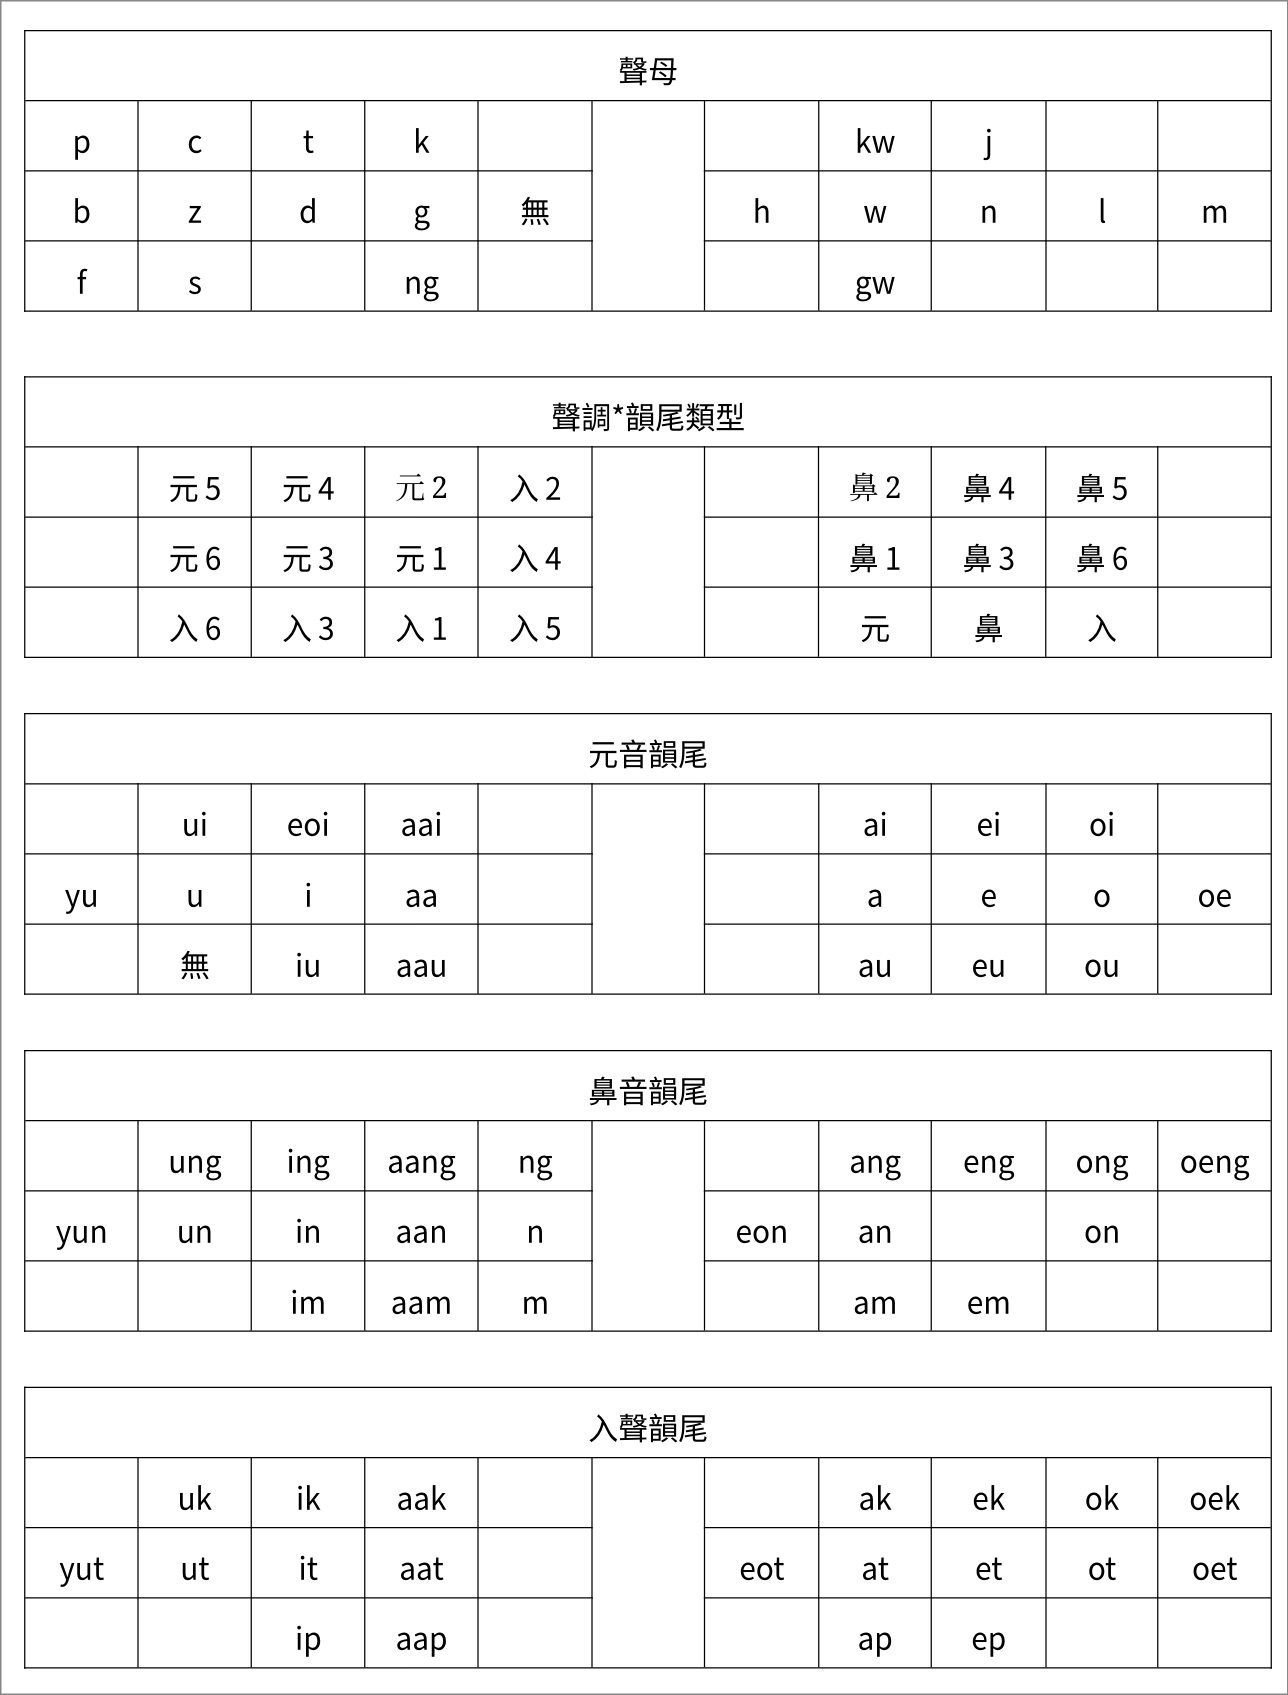 聲母
p c t k kw j
b z d g 無 h w n l m
f s ng gw
聲調*韻尾類型
元5 元4 元2 入2 鼻2 鼻4 鼻5
元6 元3 元1 入4 鼻1 鼻3 鼻6
入6 入3 入1 入5 元 鼻 入
元音韻尾
ui eoi aai ai ei oi
yu u i aa a e o oe
無 iu aau au eu ou
鼻音韻尾
ung ing aang ng ang eng ong oeng
yun un in aan n eon an on
im aam m am em
入聲韻尾
uk ik aak ak ek ok oek
yut ut it aat eot at et ot oet
ip aap ap ep